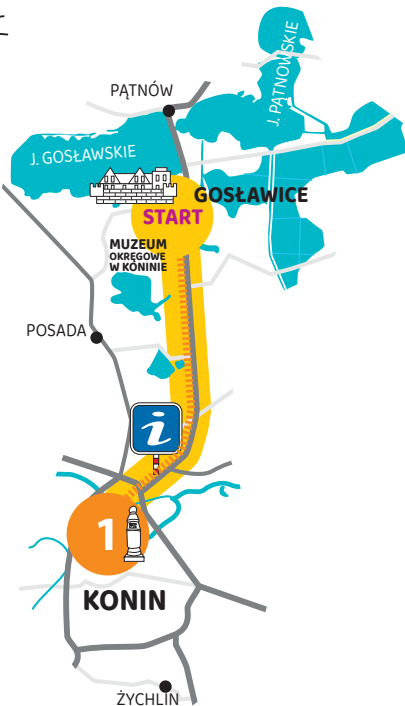 PĄTNÓW
J. PĄTNOWSKIE
J. GOSŁAWSKIE
GOSŁAWICE
START
MUZEUM
OKRĘGOWE
W KONINIE
POSADA
i
1
KONIN
ŻYCHLIN